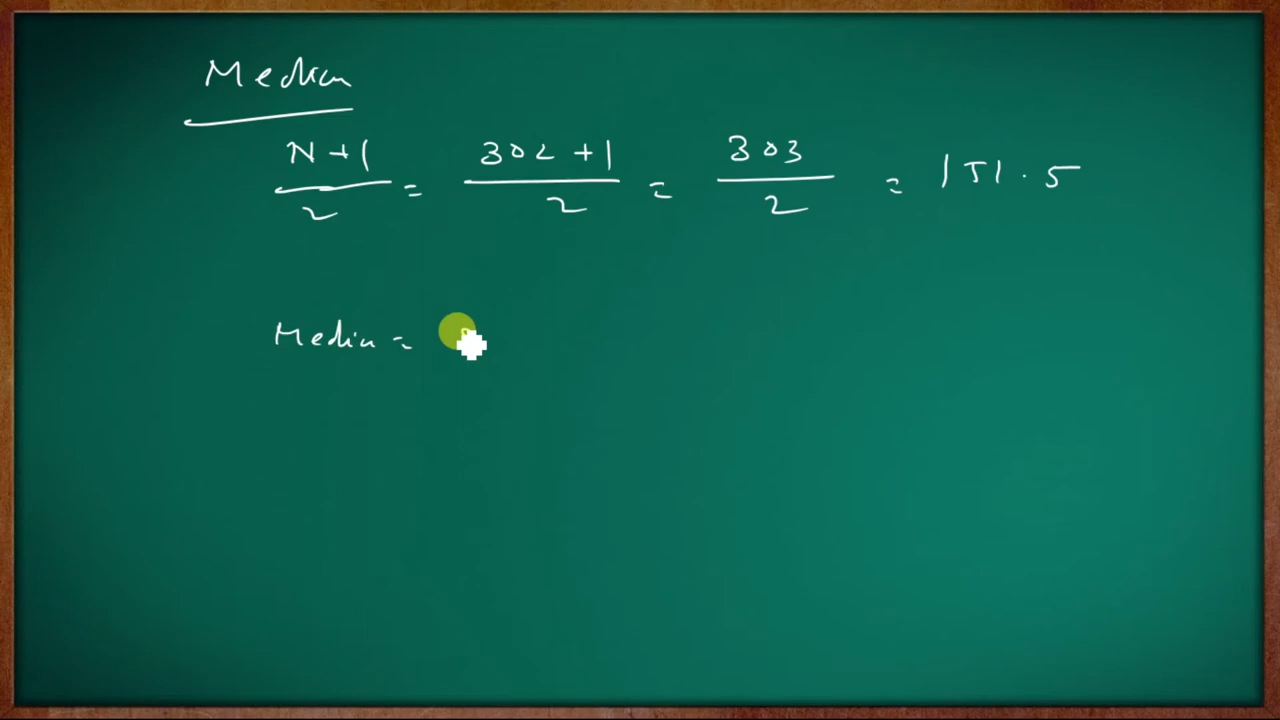 Median
N+1/2 = 302+1/2 = 303/2 = 151.5
Median =